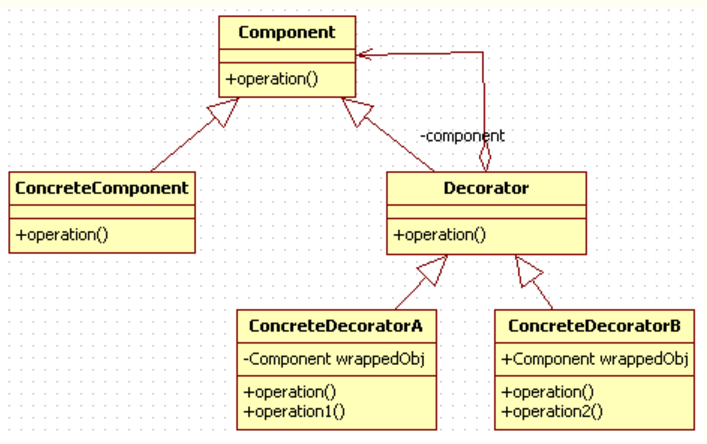 Component
+operation()
-component
ConcreteComponent
+operation()
Decorator
+operation()
ConcreteDecoratorA
-Component wrappedObj
+operation()
+operation1()
ConcreteDecoratorB
+Component wrappedObj
+operation()
+operation2()